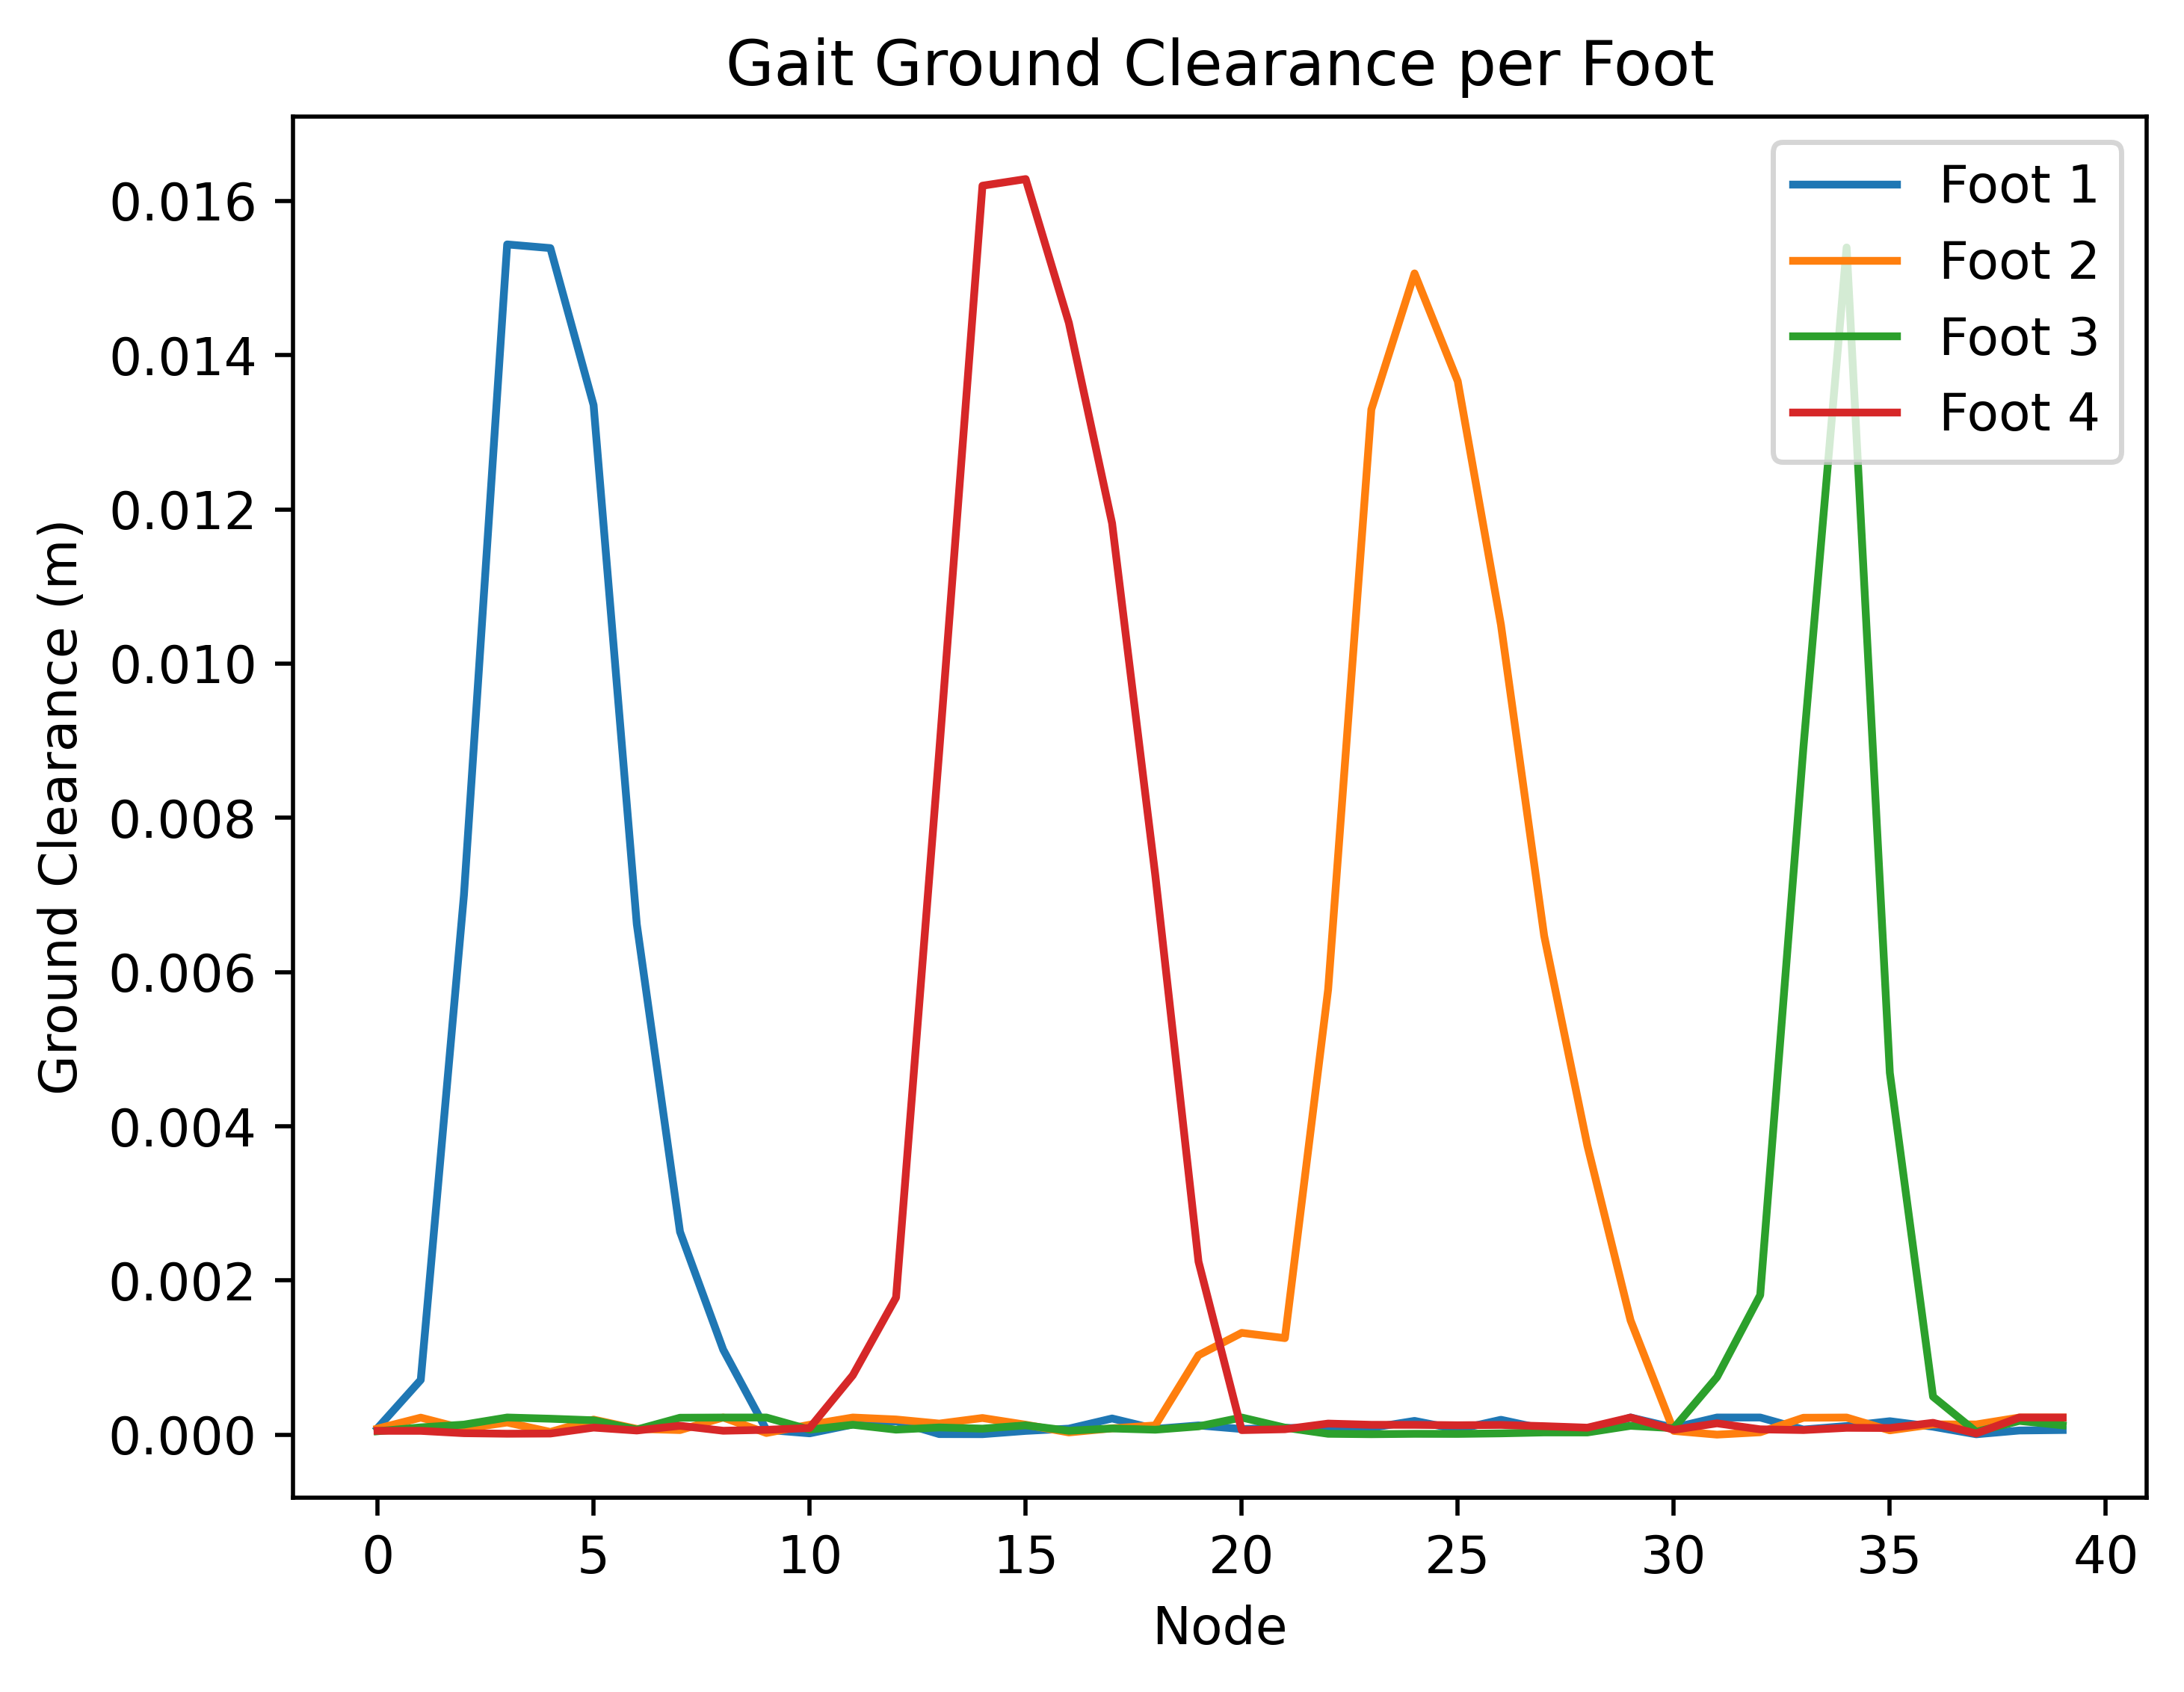 Gait Ground Clearance per Foot
Foot 1
Foot 2
Foot 3
Foot 4
Ground Clearance (m)
0.016
0.014
0.012
0.010
0.008
0.006
0.004
0.002
0.000
0 5 10 15 20 25 30 35 40
Node